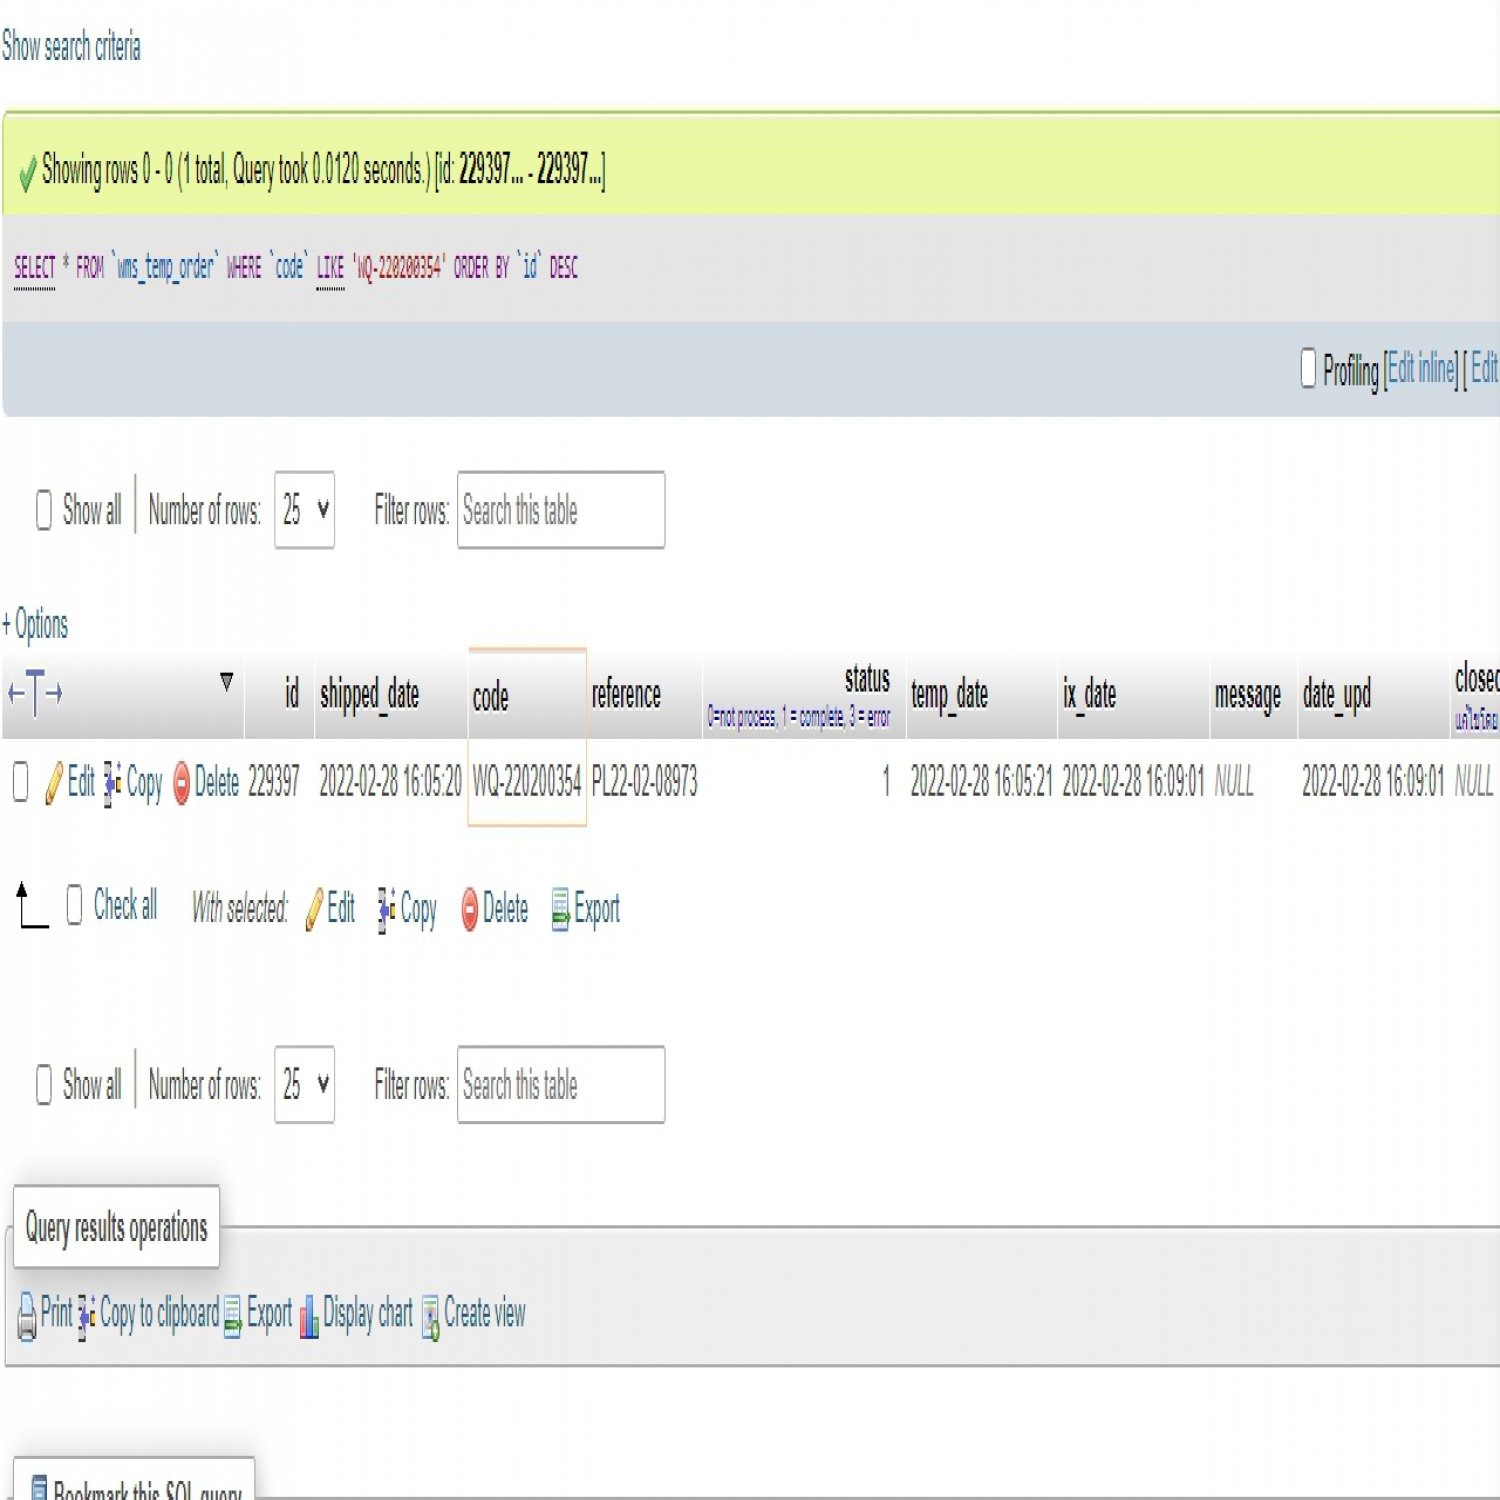 Show search criteria
Showing rows 0 - 0 (1 total, Query took 0.0120 seconds.) [id: 229397... - 229397...]
SELECT * FROM `wms_temp_order` WHERE `code` LIKE 'WQ-220200354' ORDER BY `id` DESC
Profiling [Edit inline] [ Edit
Show all Number of rows: 25 Filter rows: Search this table
+ Options
id shipped_date code reference status temp_date ix_date message date_upd closed
0=not process, 1 = complete, 3 = error
Edit Copy Delete 229397 2022-02-28 16:05:20 WQ-220200354 PL22-02-08973 1 2022-02-28 16:05:21 2022-02-28 16:09:01 NULL 2022-02-28 16:09:01 NULL
Check all With selected: Edit Copy Delete Export
Show all Number of rows: 25 Filter rows: Search this table
Query results operations
Print Copy to clipboard Export Display chart Create view
Bookmark this SQL query